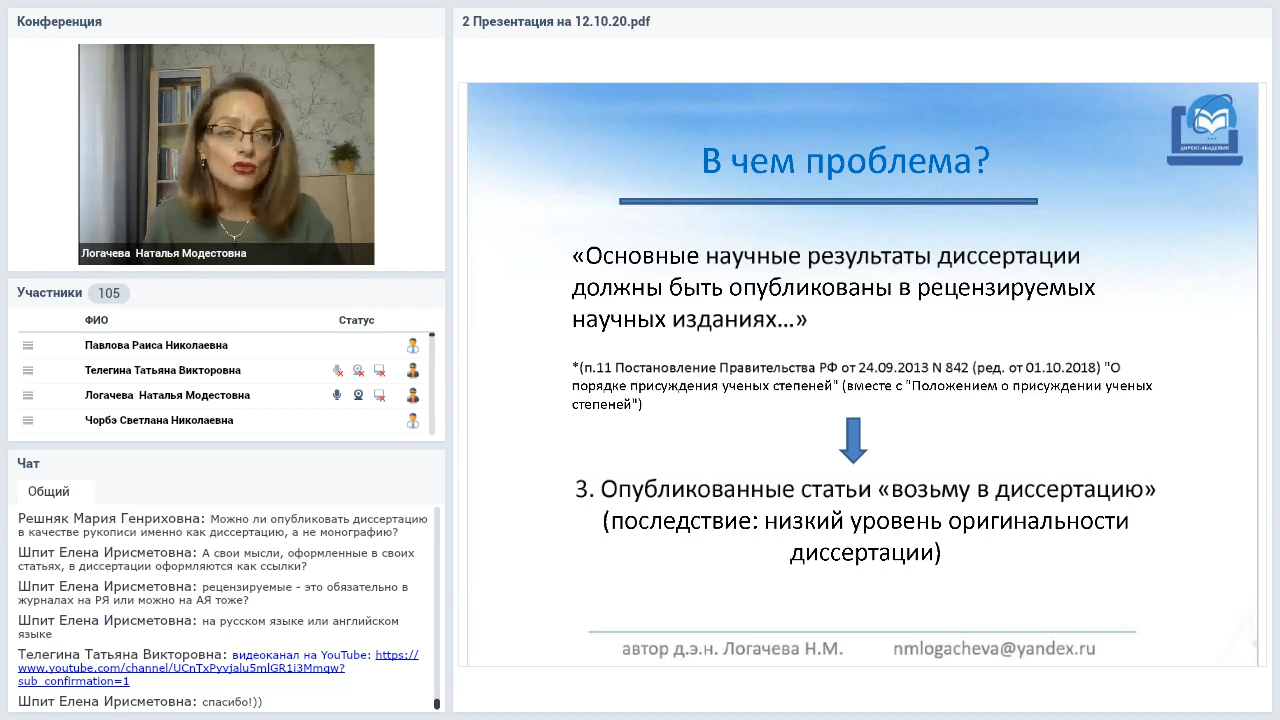 Конференция
Логачева  Наталья Модестовна
Участники 105
ФИО Статус
Павлова Раиса Николаевна
Телегина Татьяна Викторовна
Логачева  Наталья Модестовна
Чорбэ Светлана Николаевна
Чат
Общий
Решняк Мария Генриховна: Можно ли опубликовать диссертацию
в качестве рукописи именно как диссертацию, а не монографию?
Шпит Елена Ирисметовна: А свои мысли, оформленные в своих
статьях, в диссертации оформляются как ссылки?
Шпит Елена Ирисметовна: рецензируемые - это обязательно в
журналах на РЯ или можно на АЯ тоже?
Шпит Елена Ирисметовна: на русском языке или английском
языке
Телегина Татьяна Викторовна: видеоканал на YouTube: https://
www.youtube.com/channel/UCnTxPyvjalu5mlGR1i3Mmqw?
sub_confirmation=1
Шпит Елена Ирисметовна: спасибо!))
2 Презентация на 12.10.20.pdf
ДИРЕКТ-АКАДЕМИЯ
В чем проблема?
«Основные научные результаты диссертации
должны быть опубликованы в рецензируемых
научных изданиях...»
*(п.11 Постановление Правительства РФ от 24.09.2013 N 842 (ред. от 01.10.2018) "О
порядке присуждения ученых степеней" (вместе с "Положением о присуждении ученых
степеней")
3. Опубликованные статьи «возьму в диссертацию»
(последствие: низкий уровень оригинальности
диссертации)
автор д.э.н. Логачева Н.М. nmlogacheva@yandex.ru